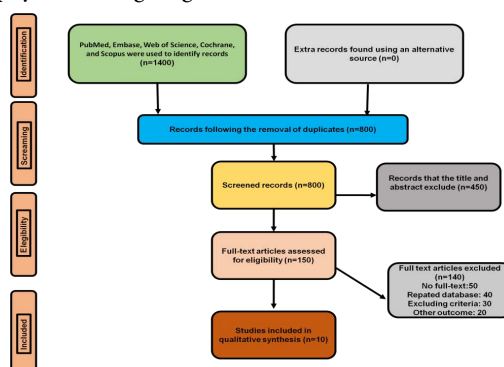 Identification
PubMed, Embase, Web of Science, Cochrane,
and Scopus were used to identify records
(n=1400)
Extra records found using an alternative
source (n=0)
Screaming
Records following the removal of duplicates (n=800)
Screened records (n=800)
Records that the title and
abstract exclude (n=450)
Elegibility
Full-text articles assessed
for eligibility (n=150)
Full text articles excluded
(n=140)
No full-text:50
Repated database: 40
Excluding criteria: 30
Other outcome: 20
Included
Studies included in
qualitative synthesis (n=10)